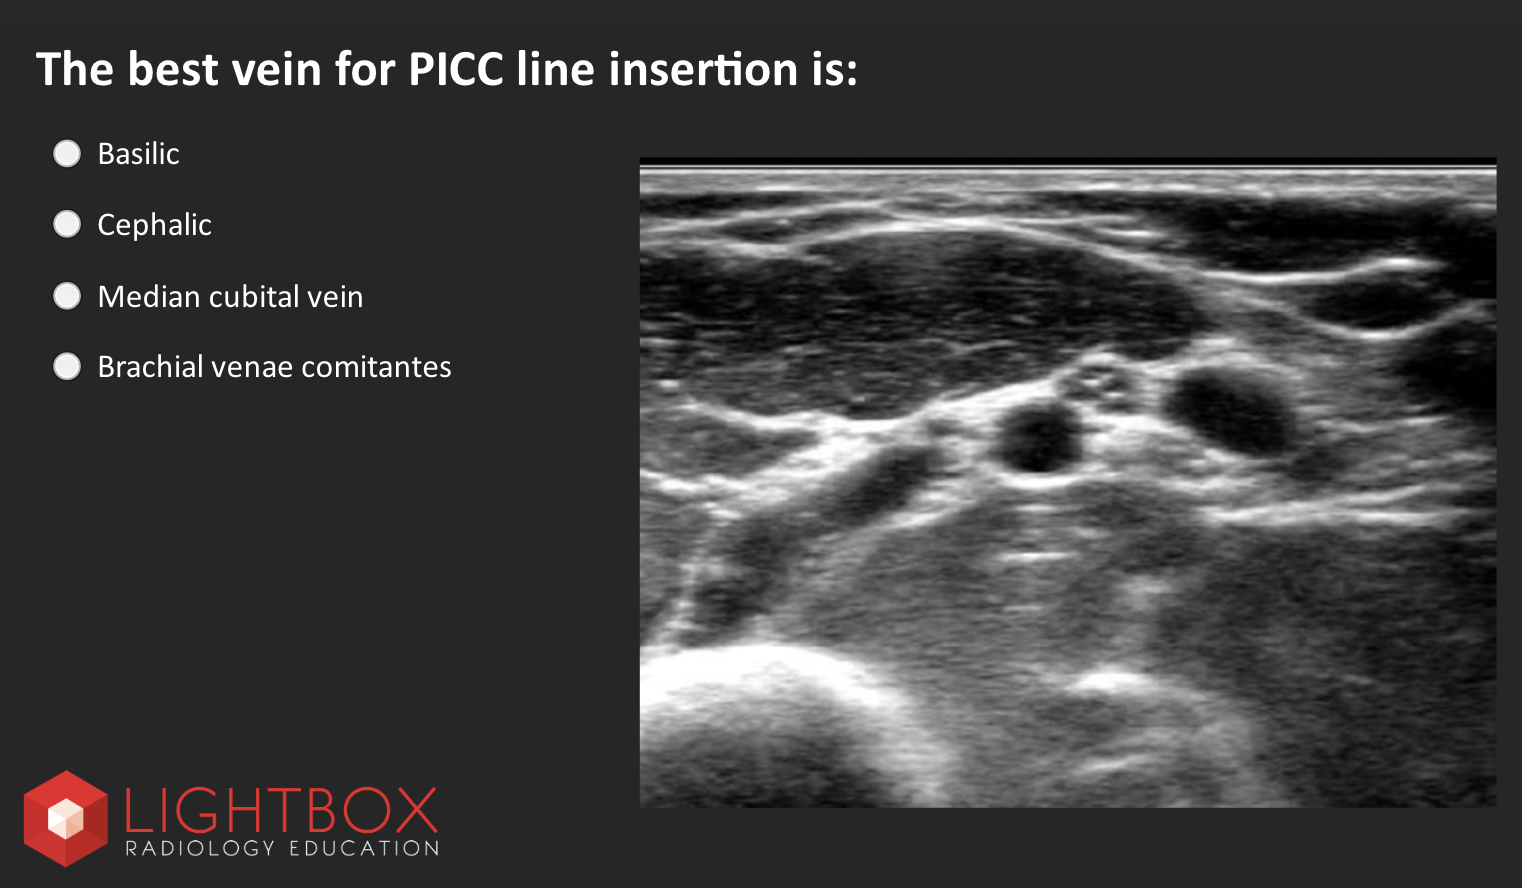 The best vein for PICC line insertion is:
Basilic
Cephalic
Median cubital vein
Brachial venae comitantes
LIGHTBOX
RADIOLOGY EDUCATION